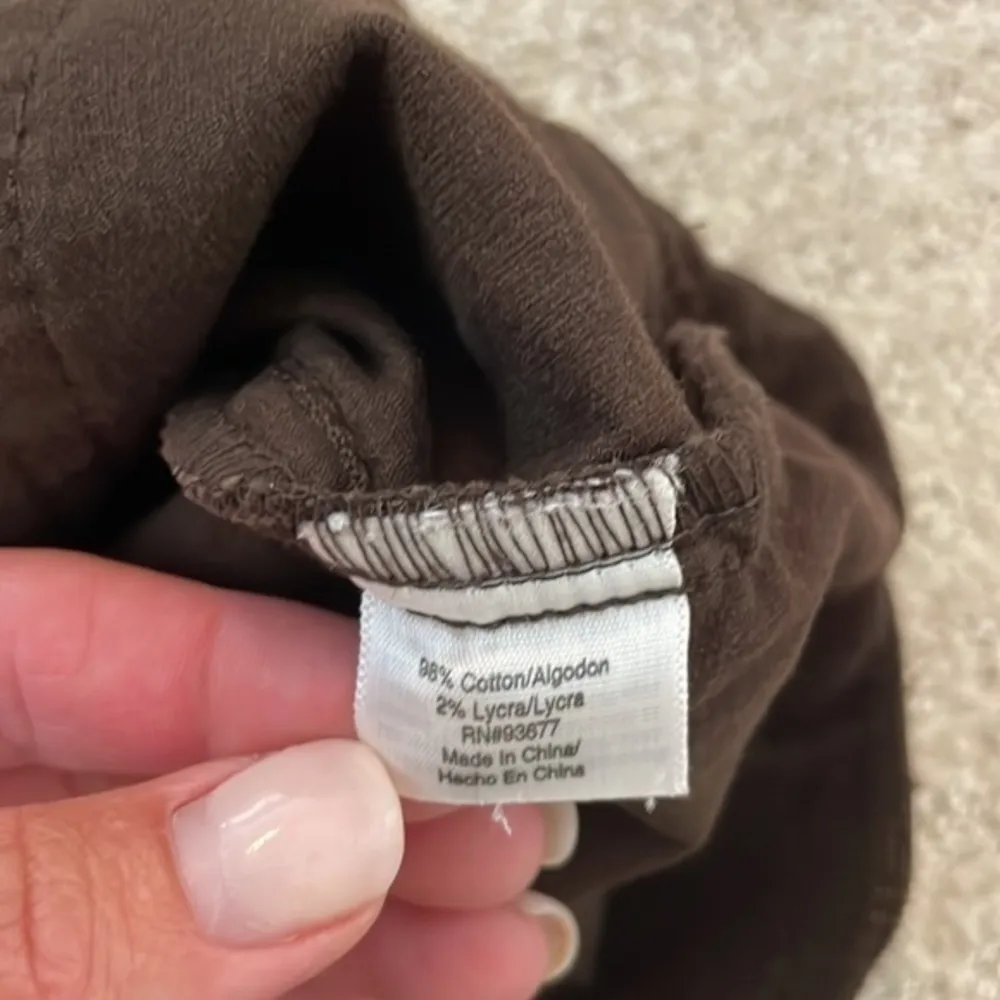 98% Cotton/Algodon
2% Lycra/Lycra
RN#93677
Made In China/
Hecho En China